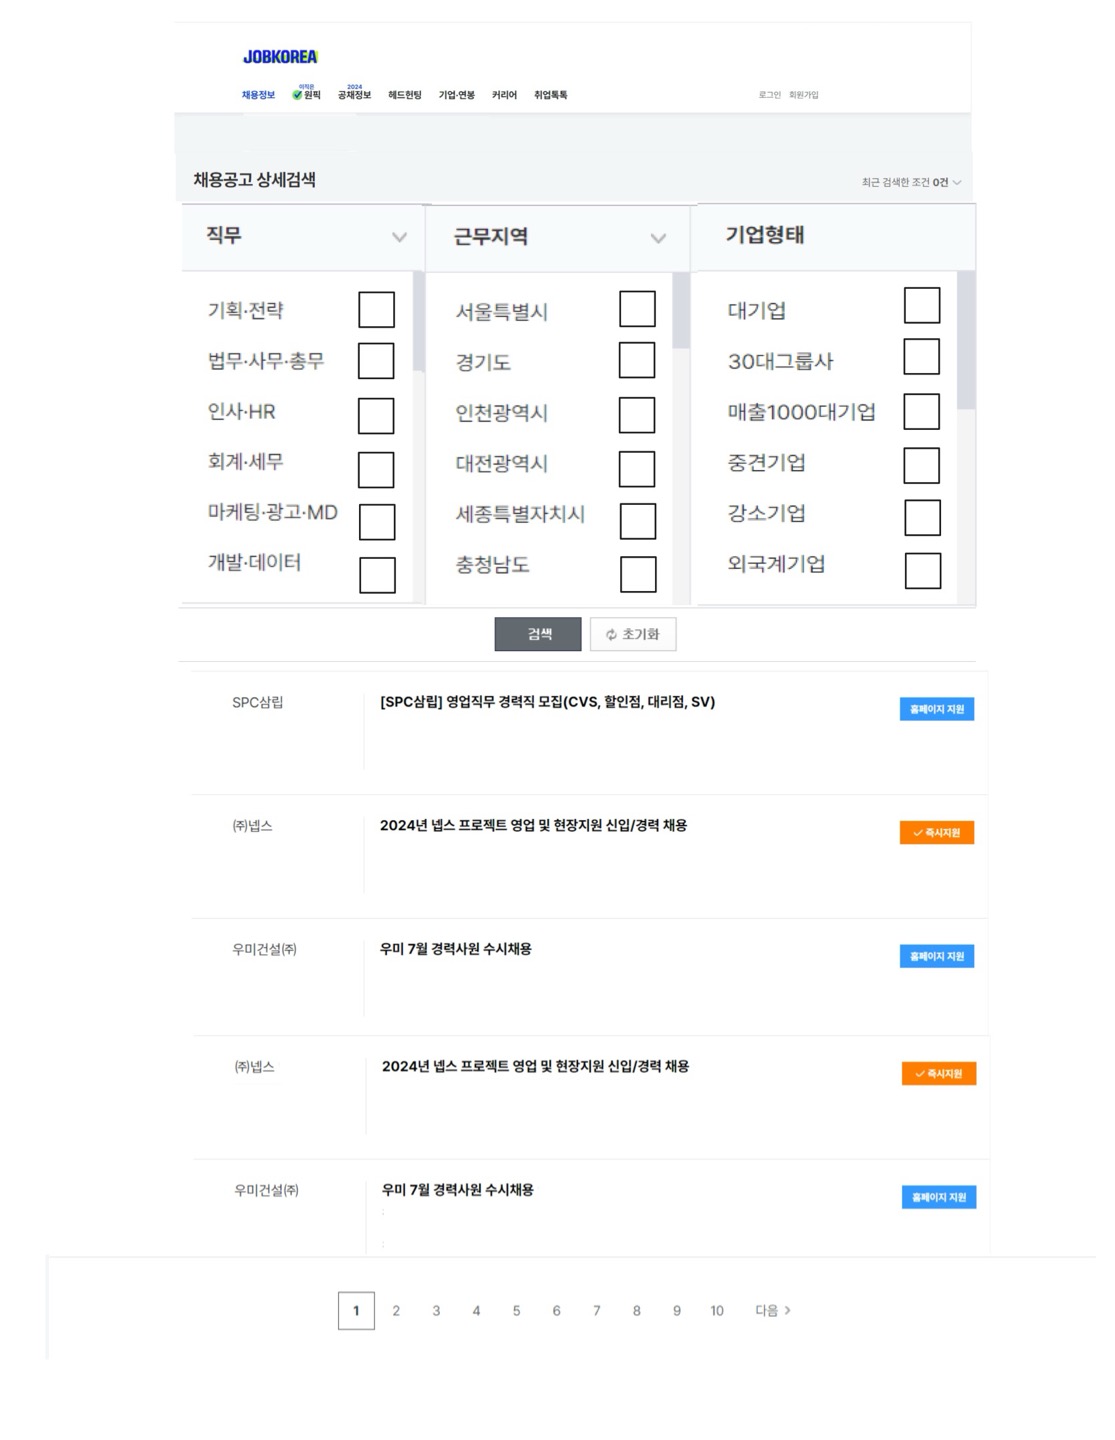 JOBKOREA
채용정보 이직은 원픽 2024 공채정보 헤드헌팅 기업·연봉 커리어 취업톡톡 로그인 회원가입
채용공고 상세검색 최근 검색한 조건 0건
직무 근무지역 기업형태
기획·전략 서울특별시 대기업
법무·사무·총무 경기도 30대그룹사
인사·HR 인천광역시 매출1000대기업
회계·세무 대전광역시 중견기업
마케팅·광고·MD 세종특별자치시 강소기업
개발·데이터 충청남도 외국계기업
검색 초기화
SPC삼립 [SPC삼립] 영업직무 경력직 모집(CVS, 할인점, 대리점, SV) 홈페이지 지원
㈜넵스 2024년 넵스 프로젝트 영업 및 현장지원 신입/경력 채용 즉시지원
우미건설㈜ 우미 7월 경력사원 수시채용 홈페이지 지원
㈜넵스 2024년 넵스 프로젝트 영업 및 현장지원 신입/경력 채용 즉시지원
우미건설㈜ 우미 7월 경력사원 수시채용 홈페이지 지원
:
:
1 2 3 4 5 6 7 8 9 10 다음 >